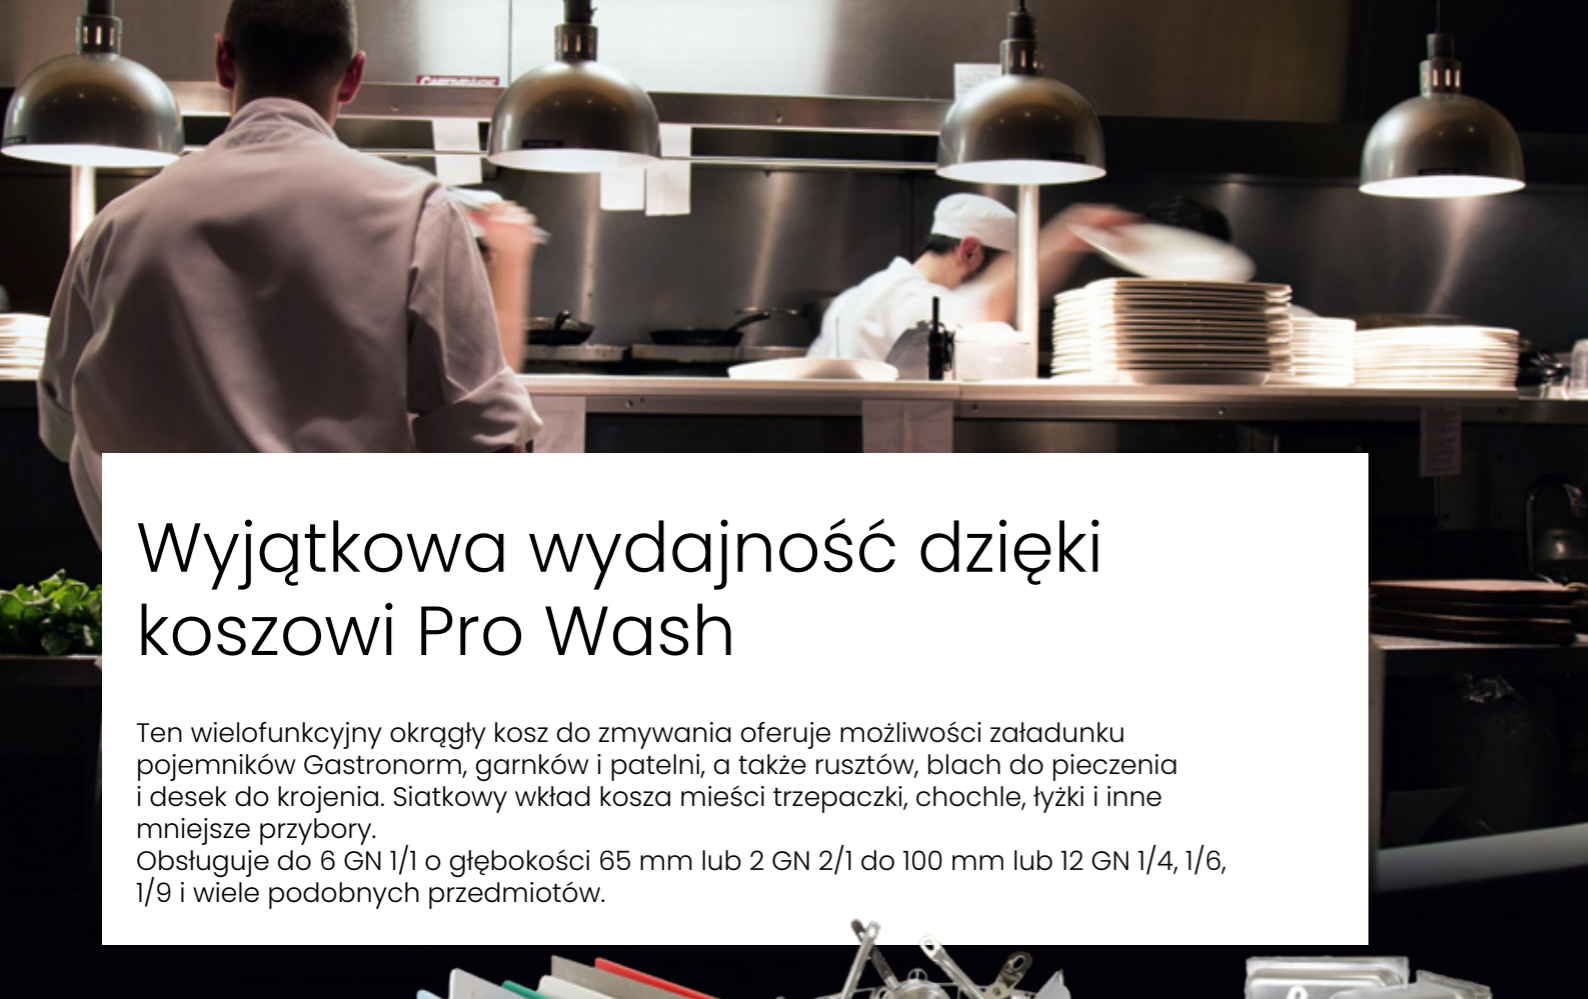 Wyjątkowa wydajność dzięki
koszowi Pro Wash
Ten wielofunkcyjny okrągły kosz do zmywania oferuje możliwości załadunku
pojemników Gastronorm, garnków i patelni, a także rusztów, blach do pieczenia
i desek do krojenia. Siatkowy wkład kosza mieści trzepaczki, chochle, łyżki i inne
mniejsze przybory.
Obsługuje do 6 GN 1/1 o głębokości 65 mm lub 2 GN 2/1 do 100 mm lub 12 GN 1/4, 1/6,
1/9 i wiele podobnych przedmiotów.